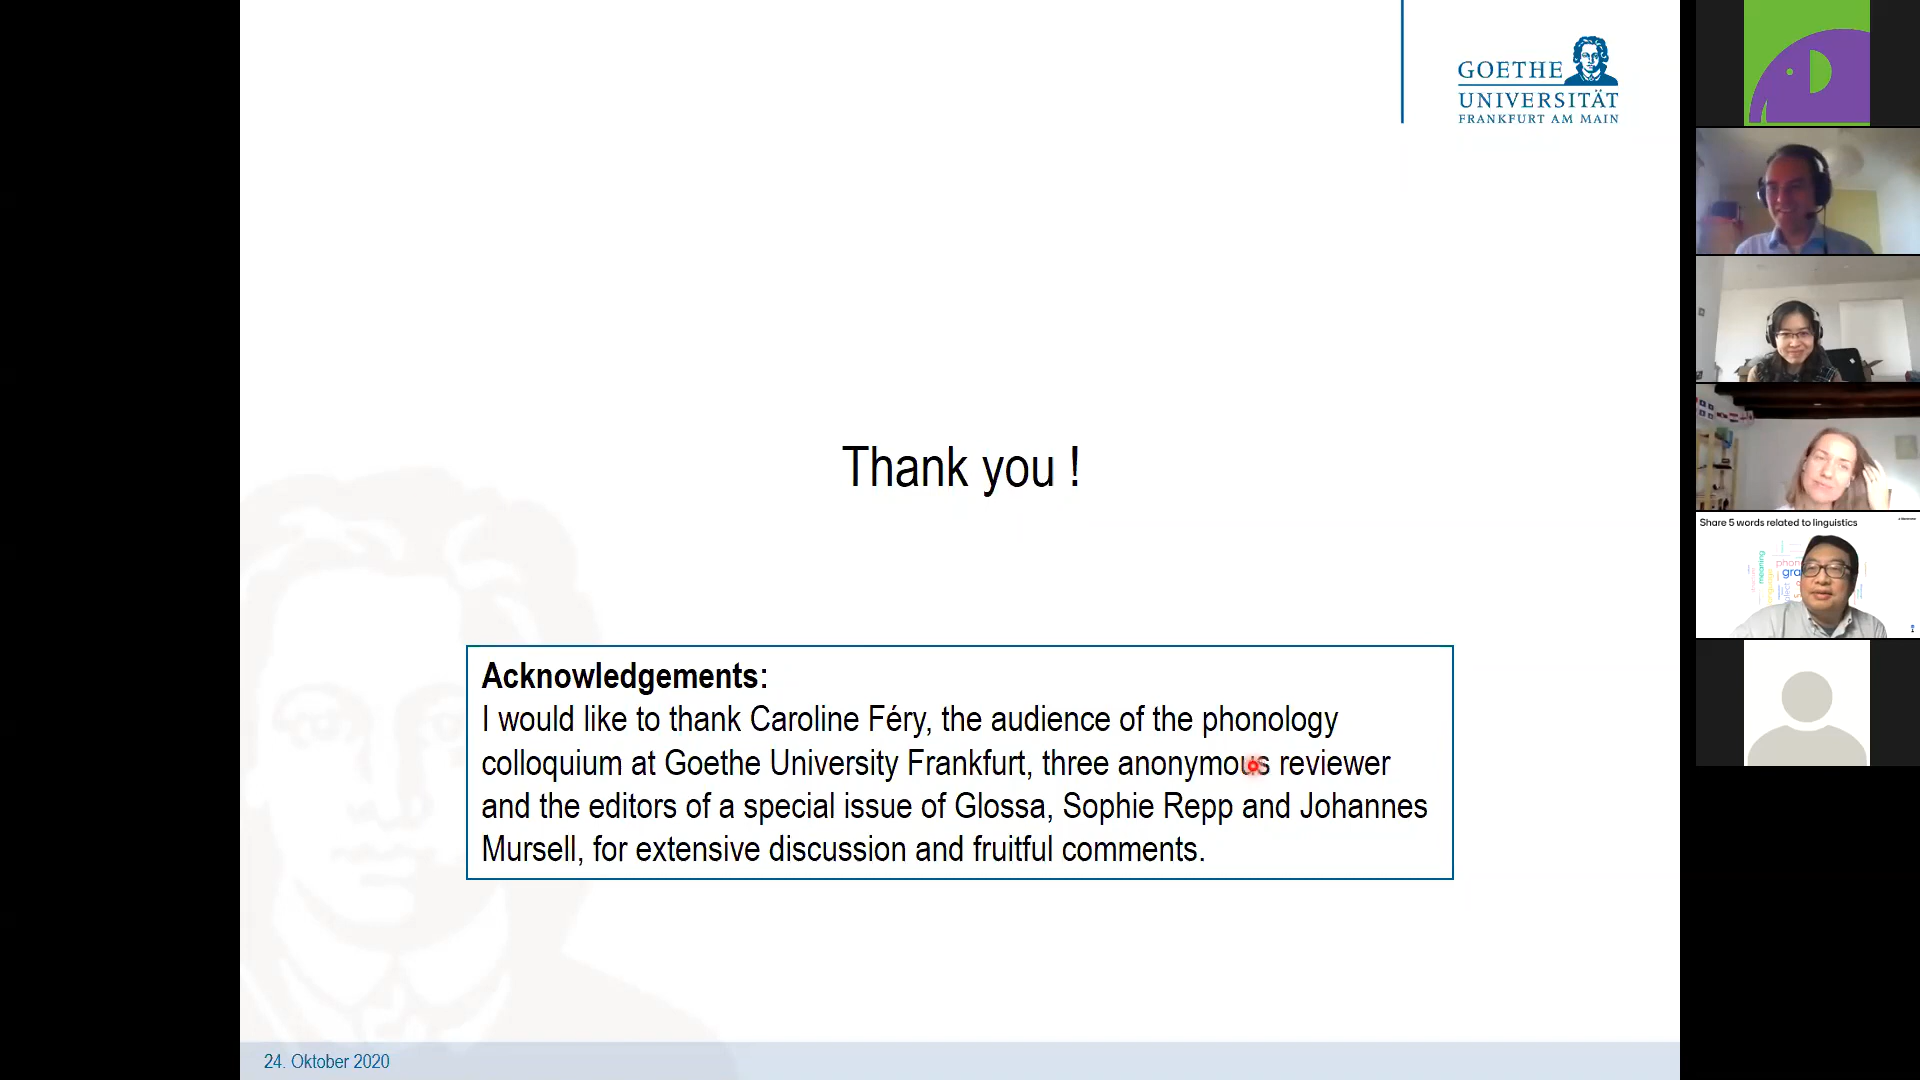 GOETHE
UNIVERSITÄT
FRANKFURT AM MAIN
Thank you !
Acknowledgements:
I would like to thank Caroline Féry, the audience of the phonology
colloquium at Goethe University Frankfurt, three anonymous reviewer
and the editors of a special issue of Glossa, Sophie Repp and Johannes
Mursell, for extensive discussion and fruitful comments.
24. Oktober 2020
Share 5 words related to linguistics
meaning